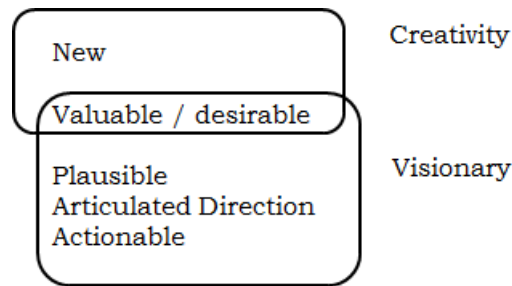 Creativity
New
Valuable / desirable
Visionary
Plausible
Articulated Direction
Actionable